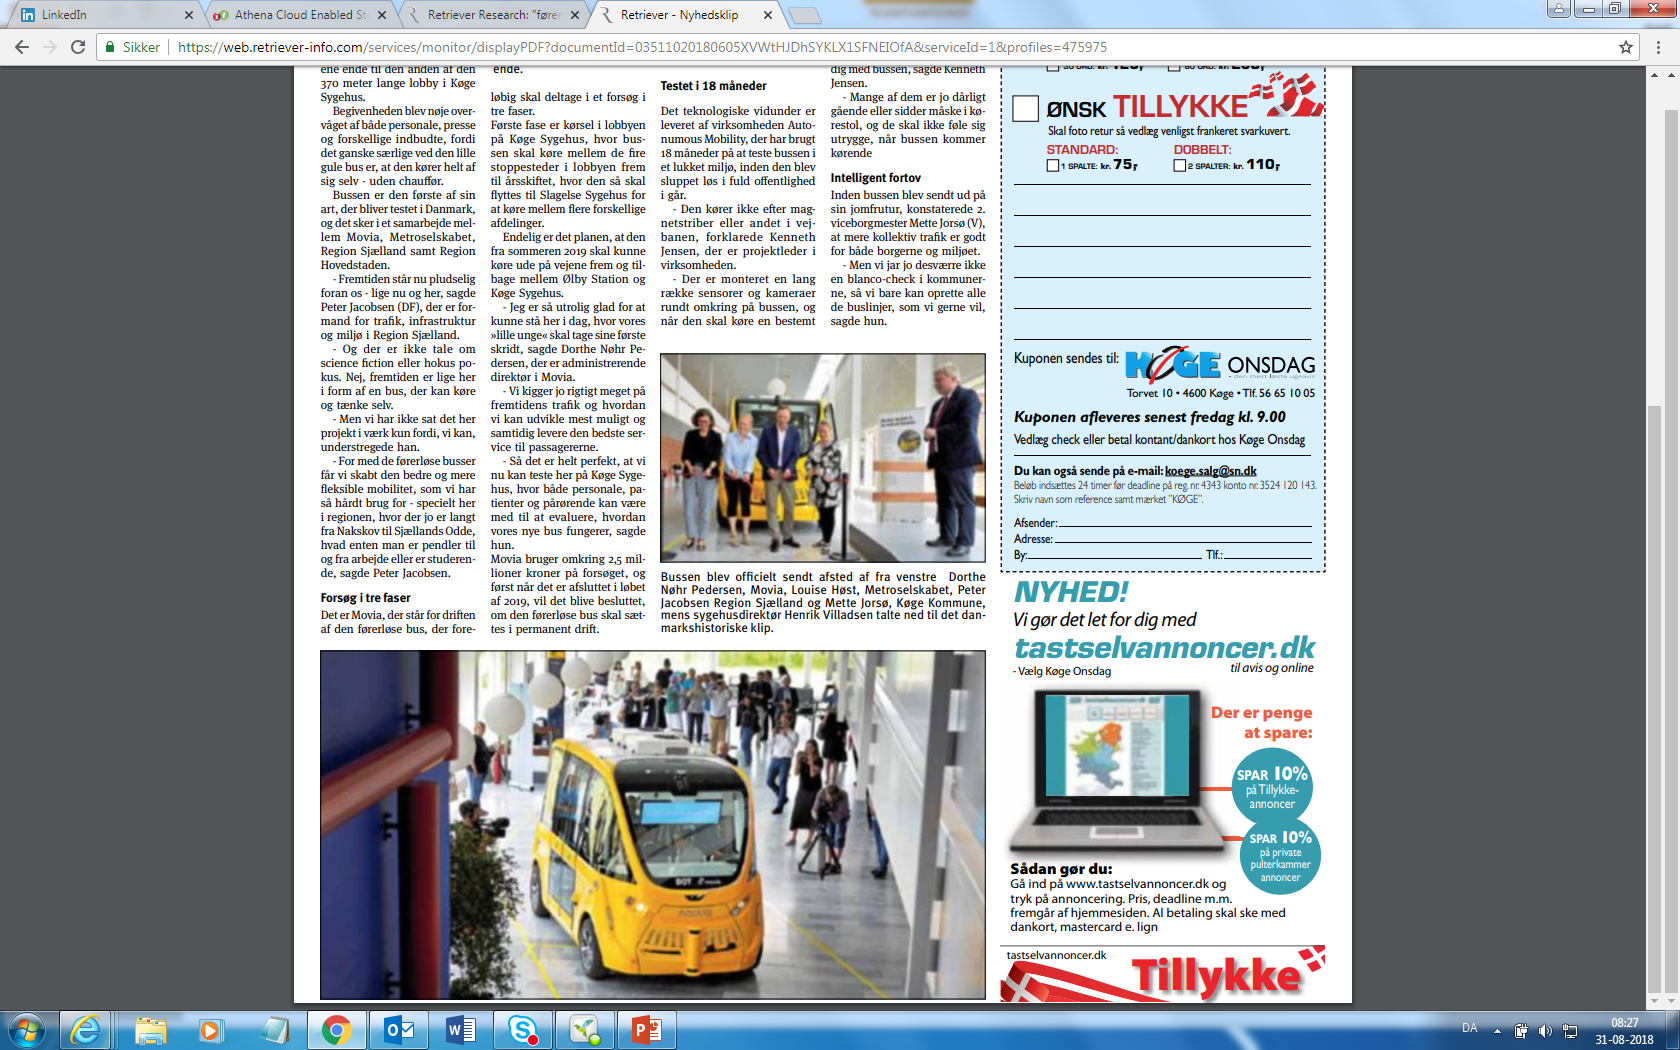 LinkedIn
Athena Cloud Enabled St
Retriever Research: "fører
Retriever - Nyhedsklip
Sikker
https://web.retriever-info.com/services/monitor/displayPDF?documentId=03511020180605XVWtHJDhSYKLX1SFNEIOfA&serviceId=1&profiles=475975
ene ende til den anden af den
370 meter lange lobby i Køge
Sygehus.
Begivenheden blev nøje over-
våget af både personale, presse
og forskellige indbudte, fordi
det ganske særlige ved den lille
gule bus er, at den kører helt af
sig selv - uden chauffør.
Bussen er den første af sin
art, der bliver testet i Danmark,
og det sker i et samarbejde mel-
lem Movia, Metroselskabet,
Region Sjælland samt Region
Hovedstaden.
- Fremtiden står nu pludselig
foran os - lige nu og her, sagde
Peter Jacobsen (DF), der er for-
mand for trafik, infrastruktur
og miljø i Region Sjælland.
- Og der er ikke tale om
science fiction eller hokus po-
kus. Nej, fremtiden er lige her
i form af en bus, der kan køre
og tænke selv.
- Men vi har ikke sat det her
projekt i værk kun fordi, vi kan,
understregede han.
- For med de førerløse busser
får vi skabt den bedre og mere
fleksible mobilitet, som vi har
så hårdt brug for - specielt her
i regionen, hvor der jo er langt
fra Nakskov til Sjællands Odde,
hvad enten man er pendler til
og fra arbejde eller er studeren-
de, sagde Peter Jacobsen.
Forsøg i tre faser
Det er Movia, der står for driften
af den førerløse bus, der fore-
ende.
løbig skal deltage i et forsøg i
tre faser.
Første fase er kørsel i lobbyen
på Køge Sygehus, hvor bus-
sen skal køre mellem de fire
stoppesteder i lobbyen frem
til årsskiftet, hvor den så skal
flyttes til Slagelse Sygehus for
at køre mellem flere forskellige
afdelinger.
Endelig er det planen, at den
fra sommeren 2019 skal kunne
køre ude på vejene frem og til-
bage mellem Ølby Station og
Køge Sygehus.
- Jeg er så utrolig glad for at
kunne stå her i dag, hvor vores
»lille unge« skal tage sine første
skridt, sagde Dorthe Nøhr Pe-
dersen, der er administrerende
direktør i Movia.
- Vi kigger jo rigtigt meget på
fremtidens trafik og hvordan
vi kan udvikle mest muligt og
samtidig levere den bedste ser-
vice til passagererne.
- Så det er helt perfekt, at vi
nu kan teste her på Køge Syge-
hus, hvor både personale, pa-
tienter og pårørende kan være
med til at evaluere, hvordan
vores nye bus fungerer, sagde
hun.
Movia bruger omkring 2,5 mil-
lioner kroner på forsøget, og
først når det er afsluttet i løbet
af 2019, vil det blive besluttet,
om den førerløse bus skal sæt-
tes i permanent drift.
Testet i 18 måneder
Det teknologiske vidunder er
leveret af virksomheden Auto-
numous Mobility, der har brugt
18 måneder på at teste bussen i
et lukket miljø, inden den blev
sluppet løs i fuld offentlighed
i går.
- Den kører ikke efter mag-
netstriber eller andet i vej-
banen, forklarede Kenneth
Jensen, der er projektleder i
virksomheden.
- Der er monteret en lang
række sensorer og kameraer
rundt omkring på bussen, og
når den skal køre en bestemt
dig med bussen, sagde Kenneth
Jensen.
- Mange af dem er jo dårligt
gående eller sidder måske i kø-
restol, og de skal ikke føle sig
utrygge, når bussen kommer
kørende
Intelligent fortov
Inden bussen blev sendt ud på
sin jomfrutur, konstaterede 2.
viceborgmester Mette Jorsø (V),
at mere kollektiv trafik er godt
for både borgerne og miljøet.
- Men vi jar jo desværre ikke
en blanco-check i kommuner-
ne, så vi bare kan oprette alle
de buslinjer, som vi gerne vil,
sagde hun.
Bussen blev officielt sendt afsted af fra venstre Dorthe
Nøhr Pedersen, Movia, Louise Høst, Metroselskabet, Peter
Jacobsen Region Sjælland og Mette Jorsø, Køge Kommune,
mens sygehusdirektør Henrik Villadsen talte ned til det dan-
markshistoriske klip.
ØNSK TILLYKKE
Skal foto retur så vedlæg venligst frankeret svarkuvert.
STANDARD: DOBBELT:
1 SPALTE: kr. 75,- 2 SPALTER: kr. 110,-
Kuponen sendes til: KØGE ONSDAG
- den mest læste ugeavis
Torvet 10 • 4600 Køge • Tlf. 56 65 10 05
Kuponen afleveres senest fredag kl. 9.00
Vedlæg check eller betal kontant/dankort hos Køge Onsdag
Du kan også sende på e-mail: koege.salg@sn.dk
Beløb indsættes 24 timer før deadline på reg. nr. 4343 konto nr. 3524 120 143.
Skriv navn som reference samt mærket "KØGE".
Afsender:
Adresse:
By: Tlf.:
NYHED!
Vi gør det let for dig med
tastselvannoncer.dk
til avis og online
- Vælg Køge Onsdag
Der er penge
at spare:
SPAR 10%
på Tillykke-
annoncer
SPAR 10%
på private
pulterkammer
annoncer
Sådan gør du:
Gå ind på www.tastselvannoncer.dk og
tryk på annoncering. Pris, deadline m.m.
fremgår af hjemmesiden. Al betaling skal ske med
dankort, mastercard e. lign
tastselvannoncer.dk
Tillykke
DA
08:27
31-08-2018